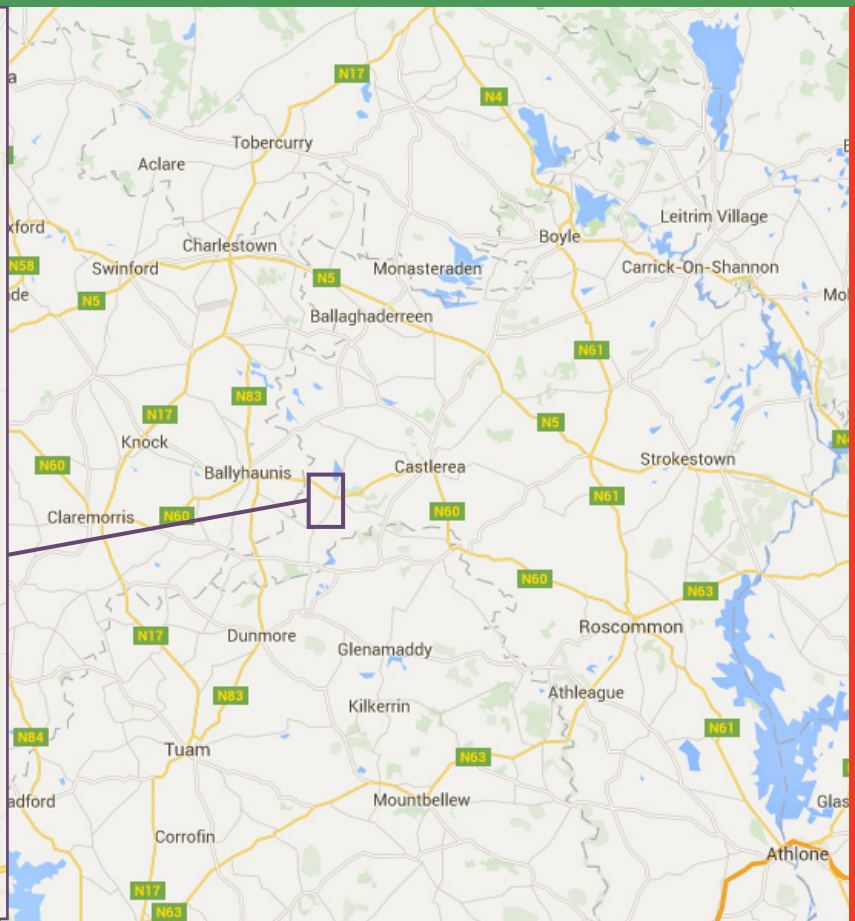 a
N17
N4
Tobercurry
Aclare
Leitrim Village
xford
Boyle
Charlestown
N58
Swinford
N5
Monasteraden
Carrick-On-Shannon
de
N5
Mo
Ballaghaderreen
N61
N83
N17
N5
Knock
N4
N60
Ballyhaunis
Castlerea
Strokestown
N61
Claremorris
N60
N60
N60
N63
N17
Dunmore
Roscommon
Glenamaddy
N83
Athleague
Kilkerrin
N84
Tuam
N61
N63
adford
Mountbellew
Glas
Corrofin
Athlone
N17
N63